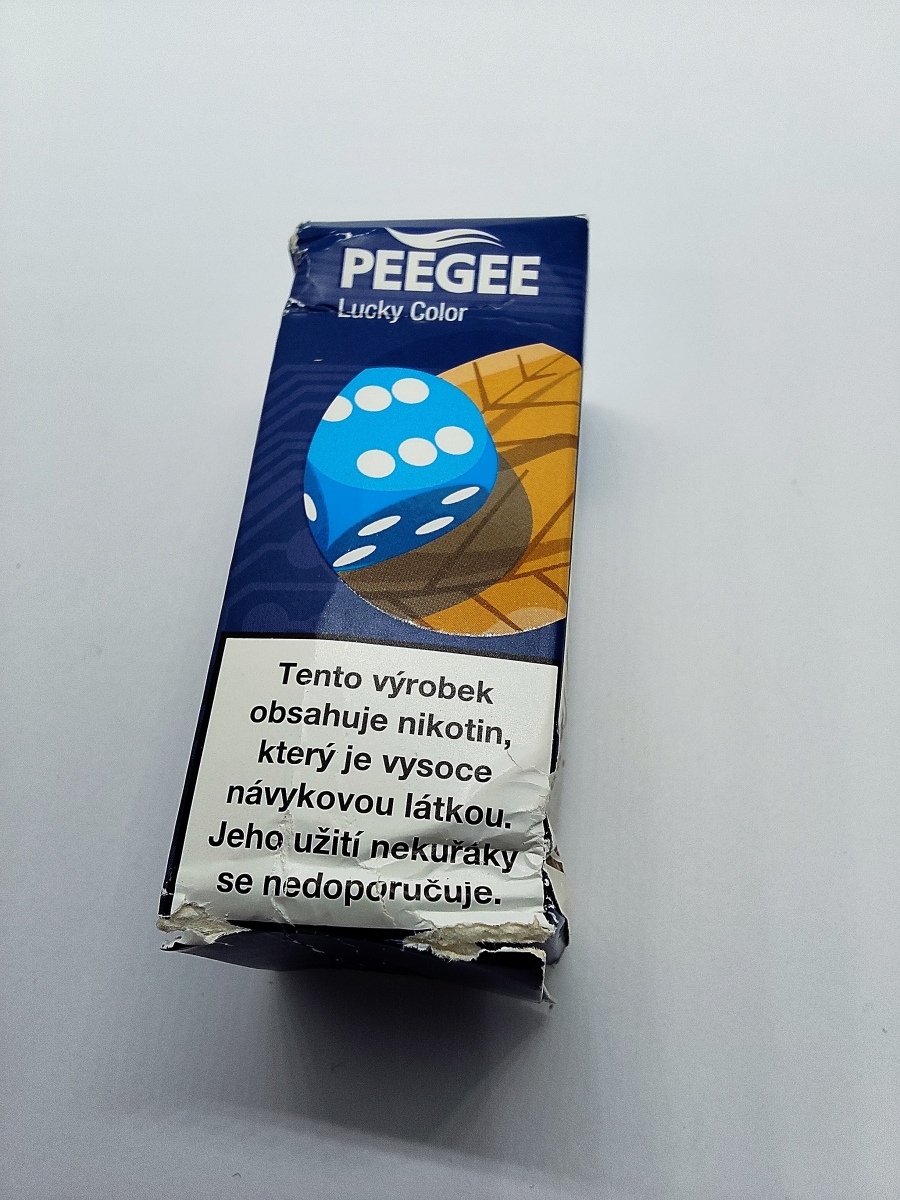 PEEGEE
Lucky Color
Tento výrobek
obsahuje nikotin,
který je vysoce
návykovou látkou.
Jeho užití nekuřáky
se nedoporučuje.